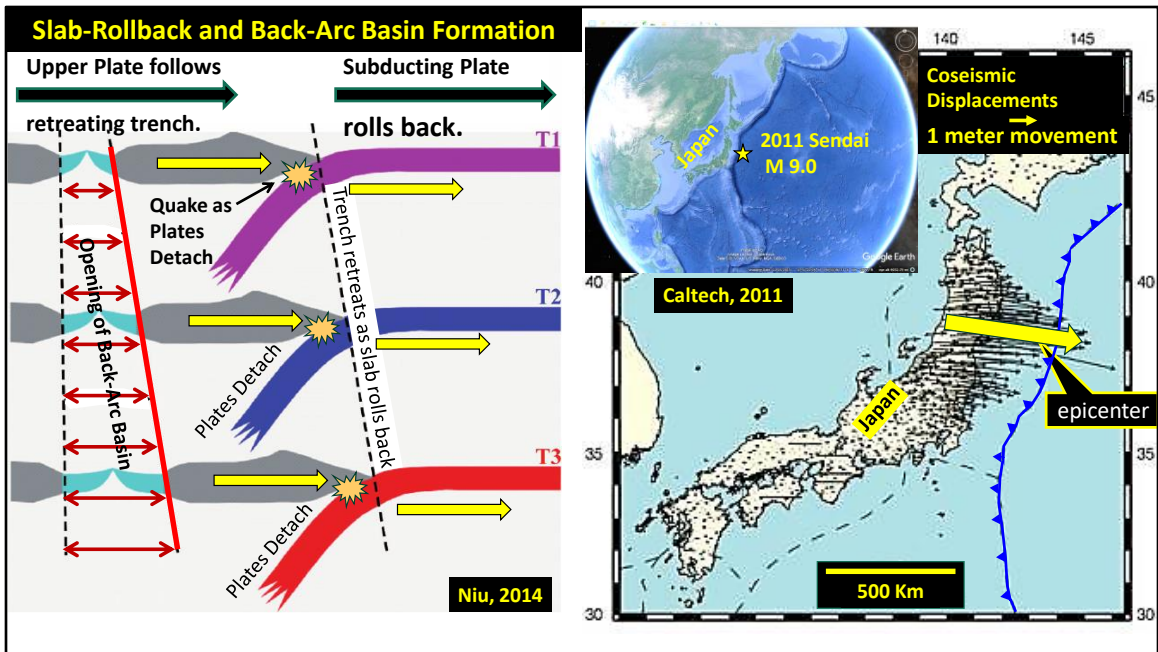 Slab-Rollback and Back-Arc Basin Formation
Upper Plate follows
retreating trench.
Subducting Plate
rolls back.
T1
Quake as
Plates
Detach
Trench retreats as slab rolls back
Opening of Back-Arc Basin
T2
Plates Detach
T3
Plates Detach
Niu, 2014
Japan
2011 Sendai
M 9.0
Google Earth
Caltech, 2011
140
145
Coseismic
Displacements
1 meter movement
45
40
40
35
35
30
30
Japan
epicenter
500 Km